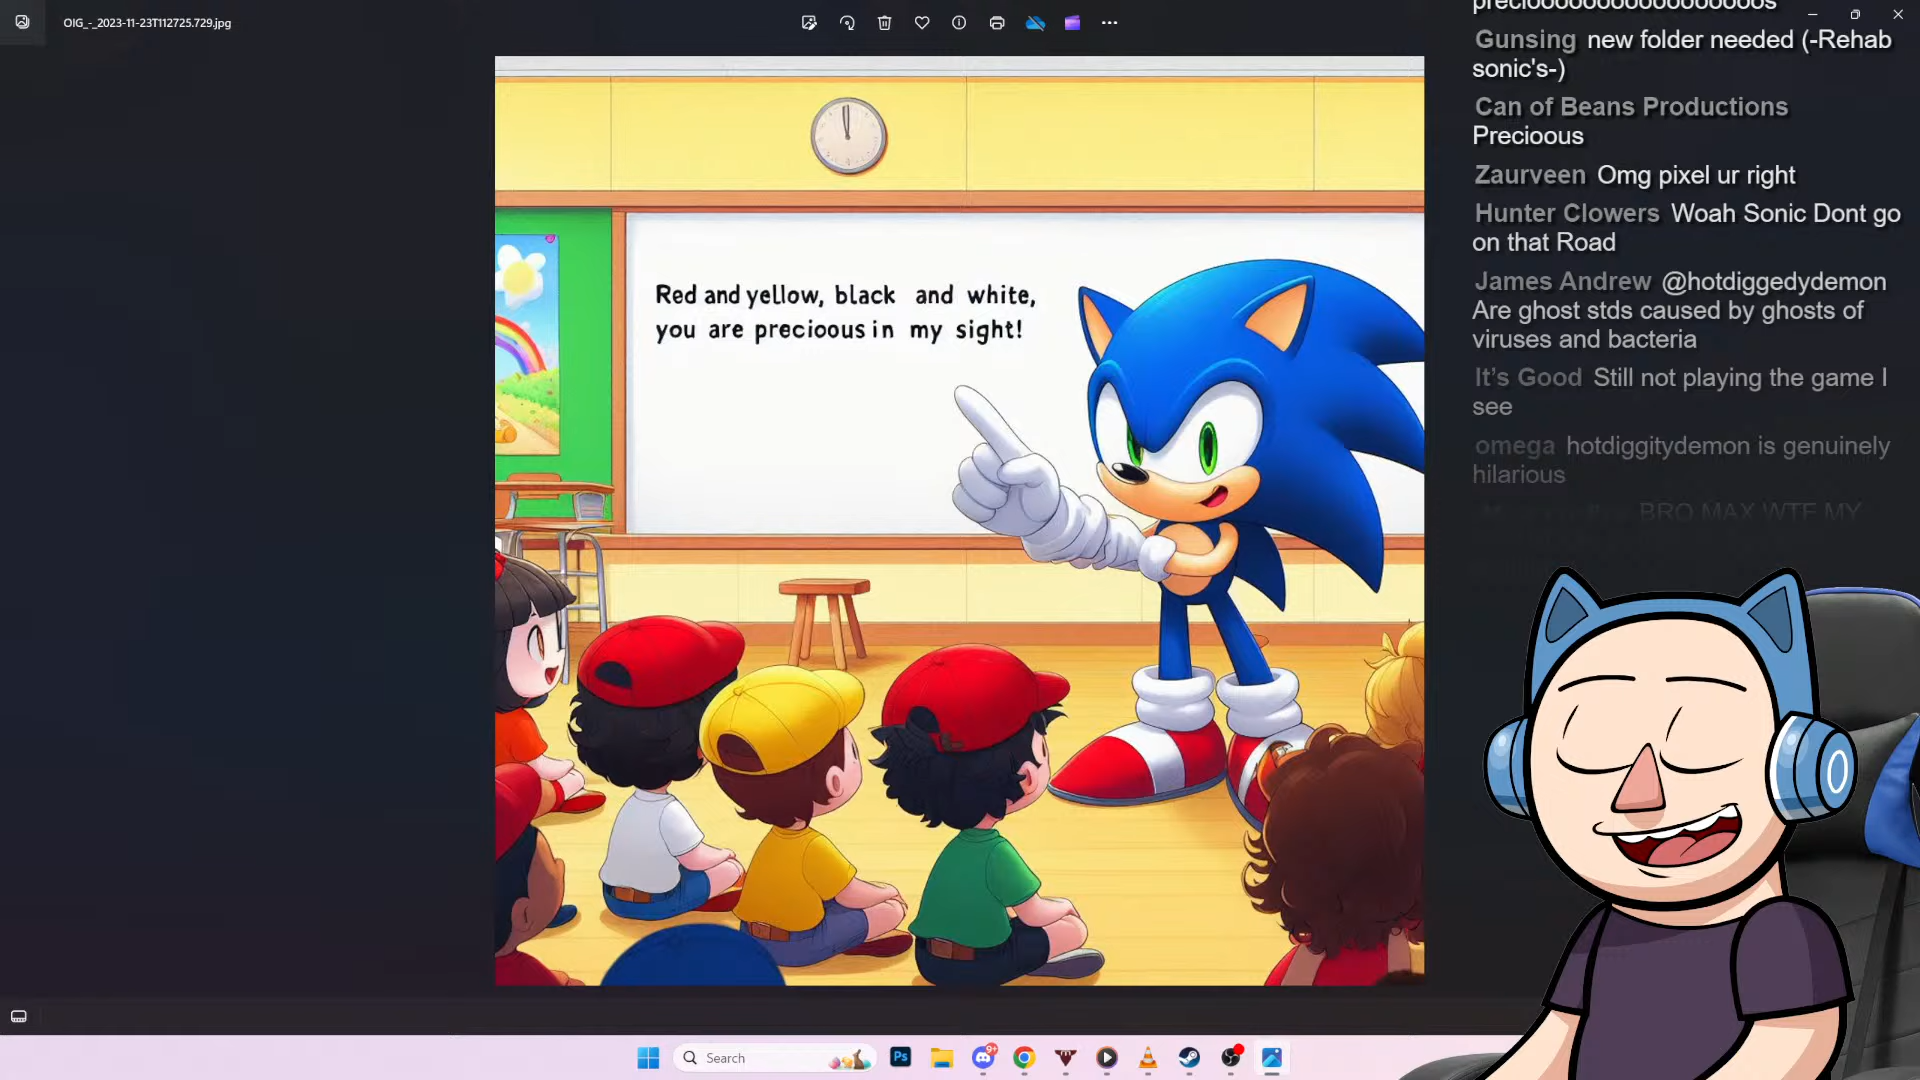 OIG_-_2023-11-23T112725.729.jpg
Gunsing new folder needed (-Rehab
sonic's-)
Can of Beans Productions
Precioous
Zaurveen Omg pixel ur right
Hunter Clowers Woah Sonic Dont go
on that Road
James Andrew @hotdiggedydemon
Are ghost stds caused by ghosts of
viruses and bacteria
It’s Good Still not playing the game I
see
omega hotdiggitydemon is genuinely
hilarious
BRO MAX WTF MY
Red and yellow, black and white,
you are precioous in my sight!
Search
Ps
9+